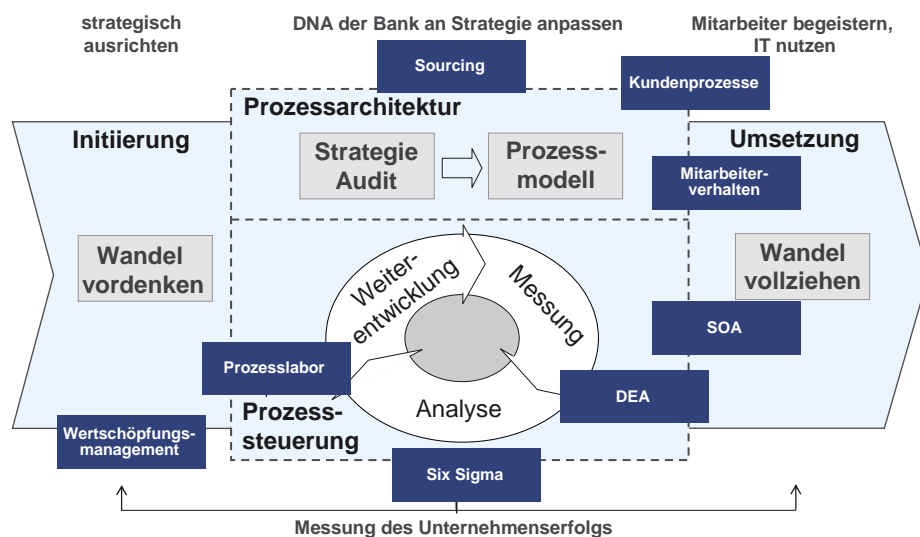 strategisch
ausrichten
DNA der Bank an Strategie anpassen
Mitarbeiter begeistern,
IT nutzen
Sourcing
Kundenprozesse
Prozessarchitektur
Initiierung
Umsetzung
Strategie
Audit
Prozess-
modell
Mitarbeiter-
verhalten
Wandel
vordenken
Weiter-
entwicklung
Messung
Wandel
vollziehen
SOA
Prozesslabor
Analyse
DEA
Prozess-
steuerung
Wertschöpfungs-
management
Six Sigma
Messung des Unternehmenserfolgs